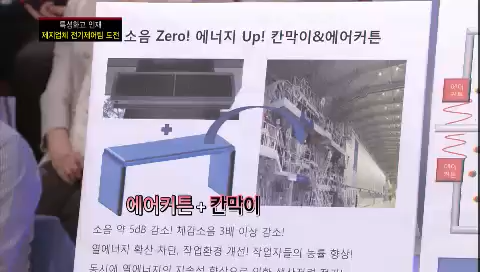 특성화고 인재
제지업체 전기제어팀 도전
소음 Zero! 에너지 Up! 칸막이&에어커튼
에어커튼 + 칸막이
소음 약 5dB 감소! 체감소음 3배 이상 감소!
열에너지 확산 차단, 작업환경 개선! 작업자들의 능률 향상!